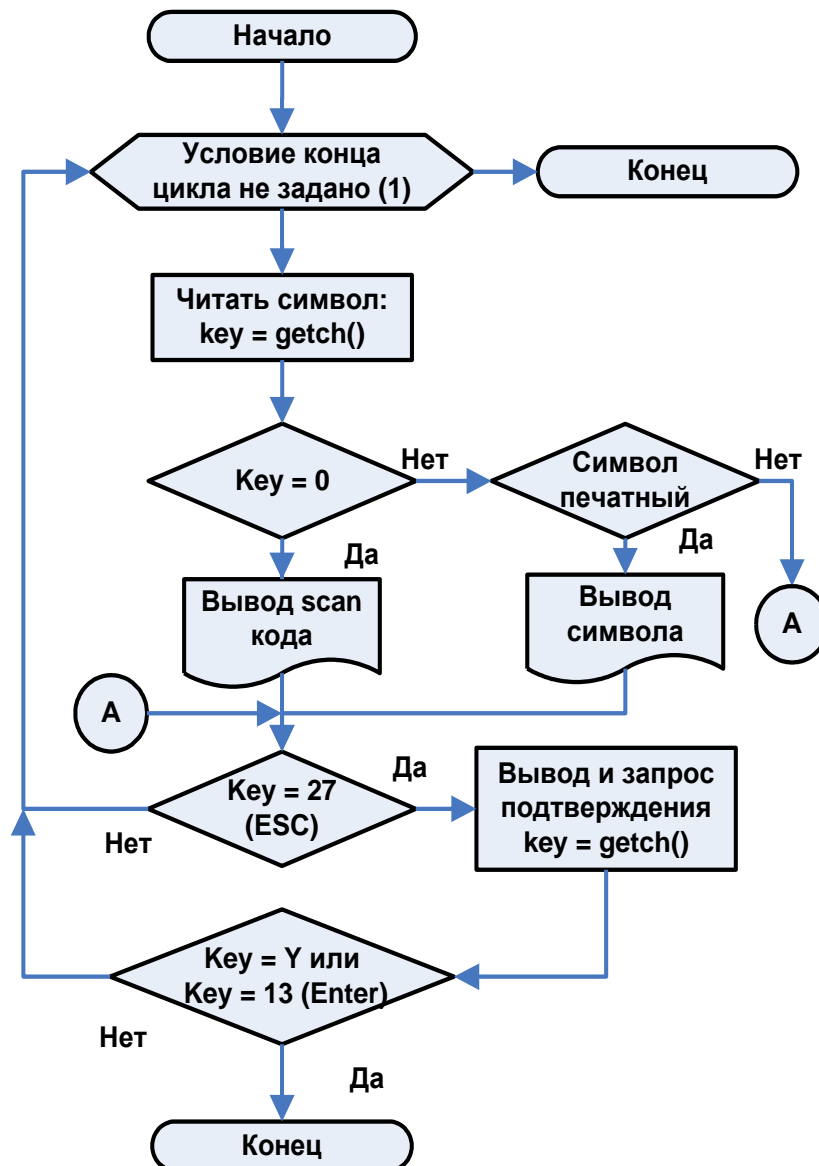 Начало
Условие конца
цикла не задано (1)
Конец
Читать символ:
key = getch()
Key = 0
Нет
Символ
печатный
Нет
Да
Да
Вывод scan
кода
Вывод
символа
A
A
Key = 27
(ESC)
Да
Нет
Вывод и запрос
подтверждения
key = getch()
Key = Y или
Key = 13 (Enter)
Нет
Да
Конец